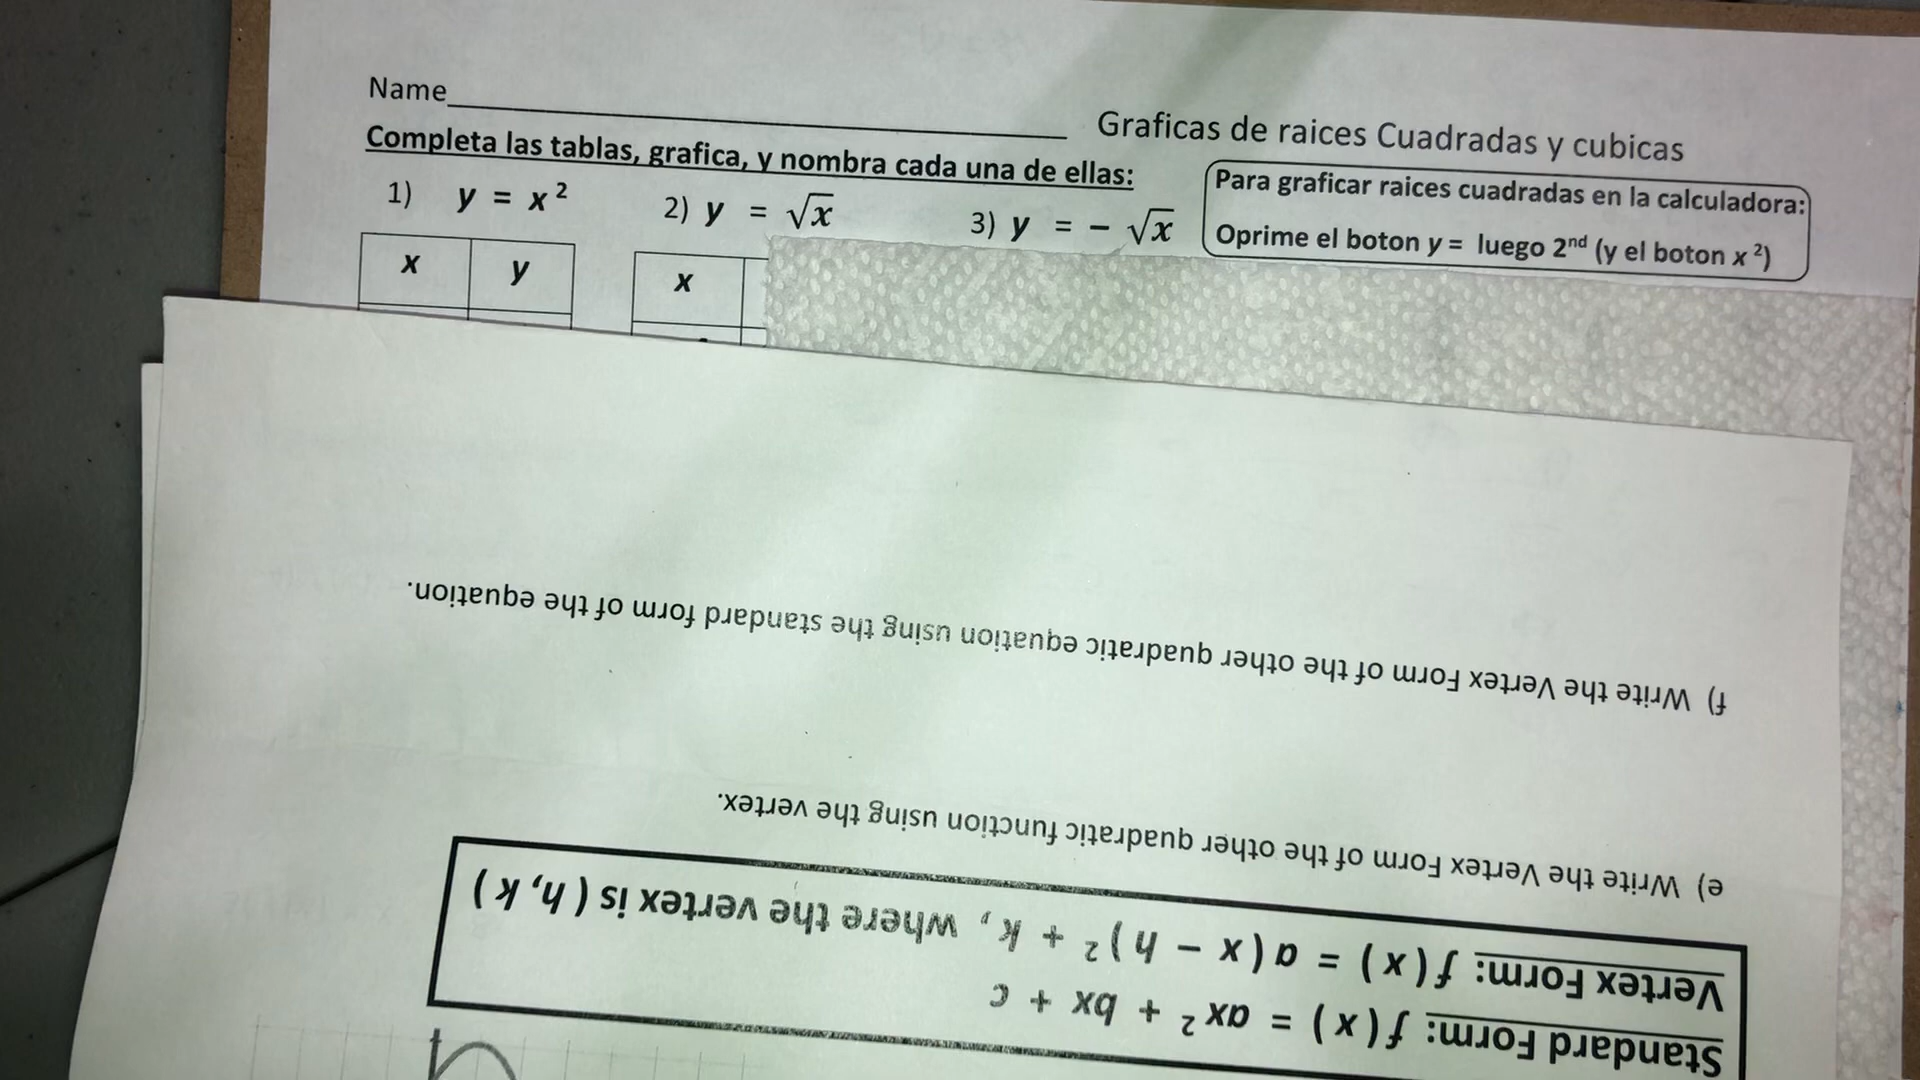 Name
Graficas de raices Cuadradas y cubicas
Completa las tablas, grafica, y nombra cada una de ellas:
Para graficar raices cuadradas en la calculadora:
Oprime el boton y = luego 2nd (y el boton x ²)
1) y = x²
2) y = √x
3) y = − √x
x y
x
Standard Form: f(x) = ax² + bx + c
Vertex Form: f(x) = a(x − h)² + k, where the vertex is (h, k)
e) Write the Vertex Form of the other quadratic function using the vertex.
f) Write the Vertex Form of the other quadratic equation using the standard form of the equation.